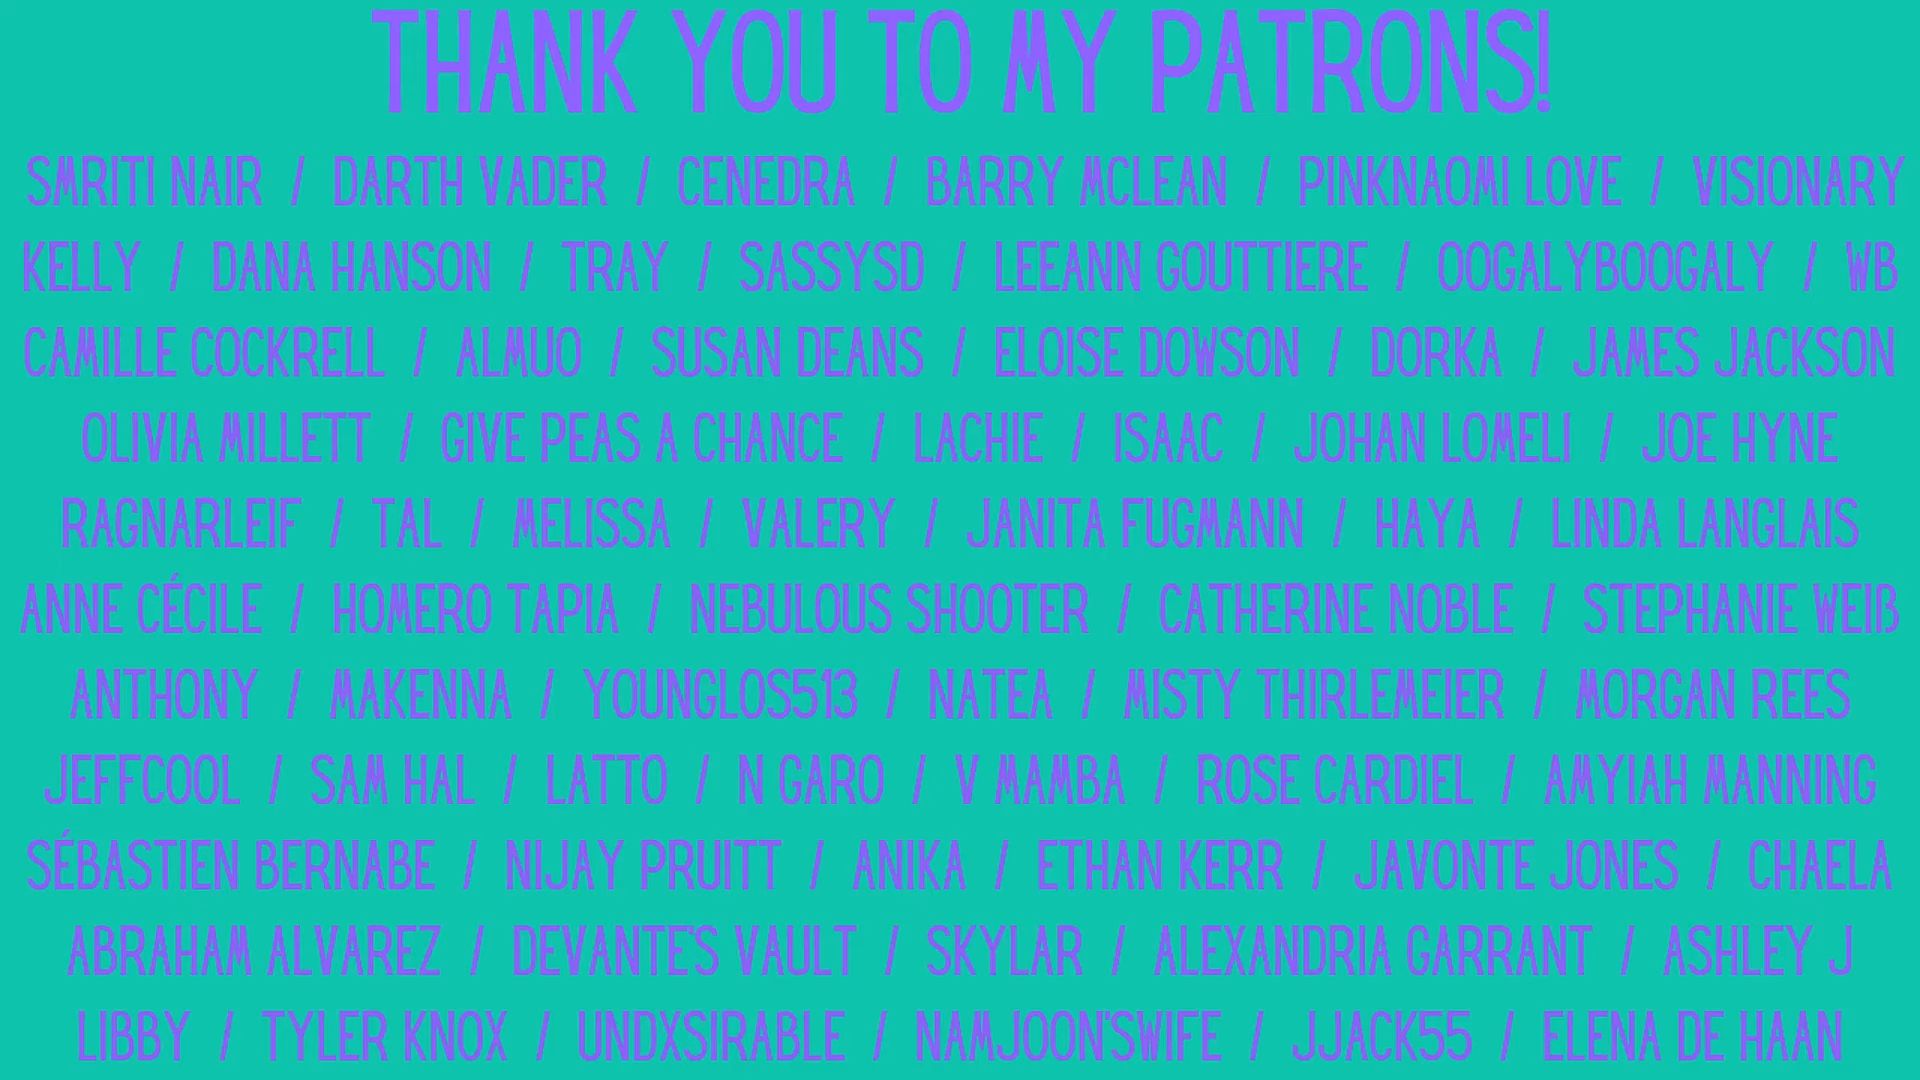 THANK YOU TO MY PATRONS!
SMRITI NAIR / DARTH VADER / CENEDRA / BARRY MCLEAN / PINKNAOMI LOVE / VISIONARY
KELLY / DANA HANSON / TRAY / SASSYSD / LEEANN GOUTTIERE / OOGALYBOOGALY / WB
CAMILLE COCKRELL / ALMUO / SUSAN DEANS / ELOISE DOWSON / DORKA / JAMES JACKSON
OLIVIA MILLETT / GIVE PEAS A CHANCE / LACHIE / ISAAC / JOHAN LOMELI / JOE HYNE
RAGNARLEIF / TAL / MELISSA / VALERY / JANITA FUGMANN / HAYA / LINDA LANGLAIS
ANNE CÉCILE / HOMERO TAPIA / NEBULOUS SHOOTER / CATHERINE NOBLE / STEPHANIE WEIß
ANTHONY / MAKENNA / YOUNGLOS513 / NATEA / MISTY THIRLEMEIER / MORGAN REES
JEFFCOOL / SAM HAL / LATTO / N GARO / V MAMBA / ROSE CARDIEL / AMYIAH MANNING
SÉBASTIEN BERNABE / NIJAY PRUITT / ANIKA / ETHAN KERR / JAVONTE JONES / CHAELA
ABRAHAM ALVAREZ / DEVANTE'S VAULT / SKYLAR / ALEXANDRIA GARRANT / ASHLEY J
LIBBY / TYLER KNOX / UNDXSIRABLE / NAMJOON'SWIFE / JJACK55 / ELENA DE HAAN